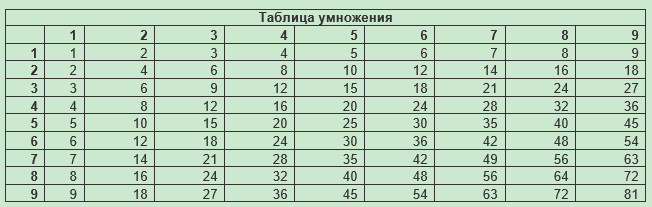 Таблица умножения
1 2 3 4 5 6 7 8 9
1 1 2 3 4 5 6 7 8 9
2 2 4 6 8 10 12 14 16 18
3 3 6 9 12 15 18 21 24 27
4 4 8 12 16 20 24 28 32 36
5 5 10 15 20 25 30 35 40 45
6 6 12 18 24 30 36 42 48 54
7 7 14 21 28 35 42 49 56 63
8 8 16 24 32 40 48 56 64 72
9 9 18 27 36 45 54 63 72 81